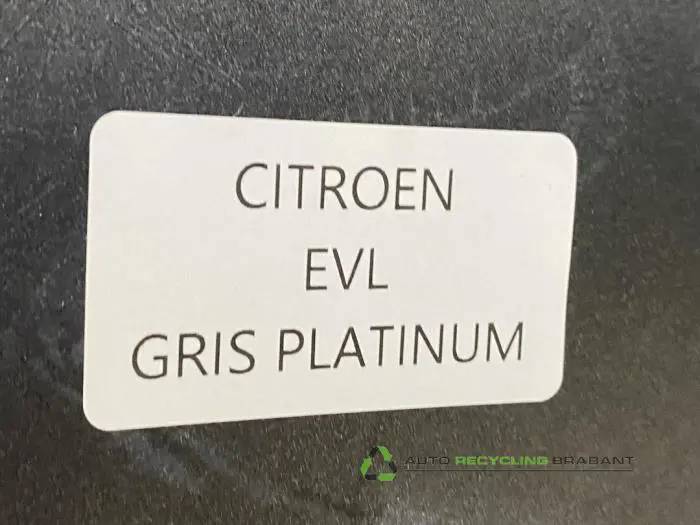 CITROEN
EVL
GRIS PLATINUM
AUTO RECYCLING BRABANT